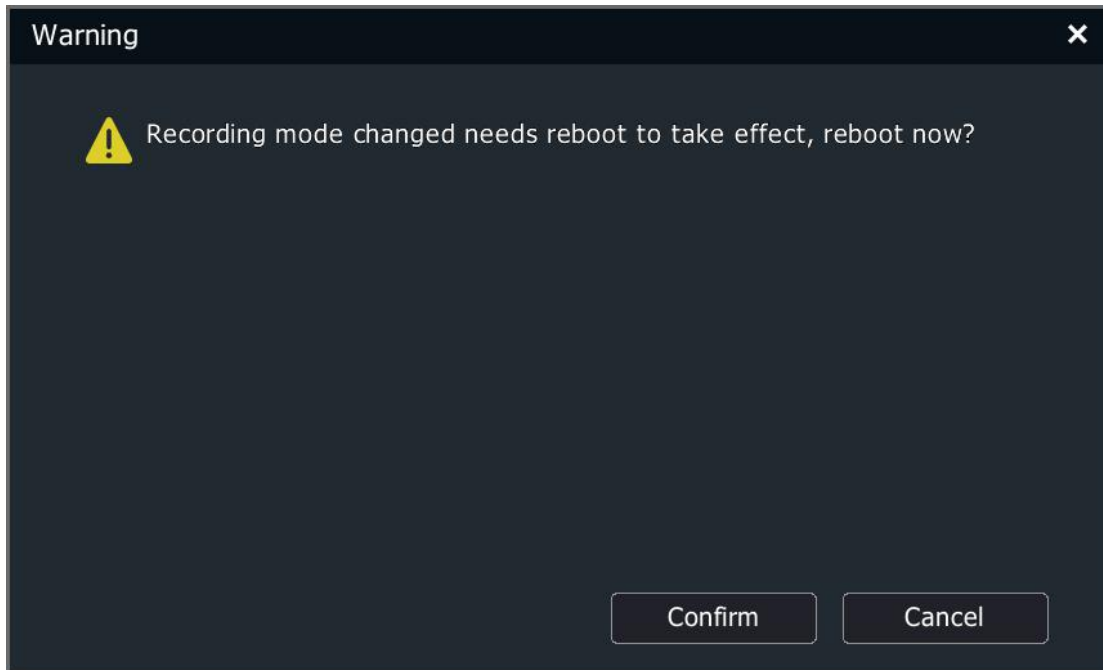 Warning
Recording mode changed needs reboot to take effect, reboot now?
Confirm
Cancel